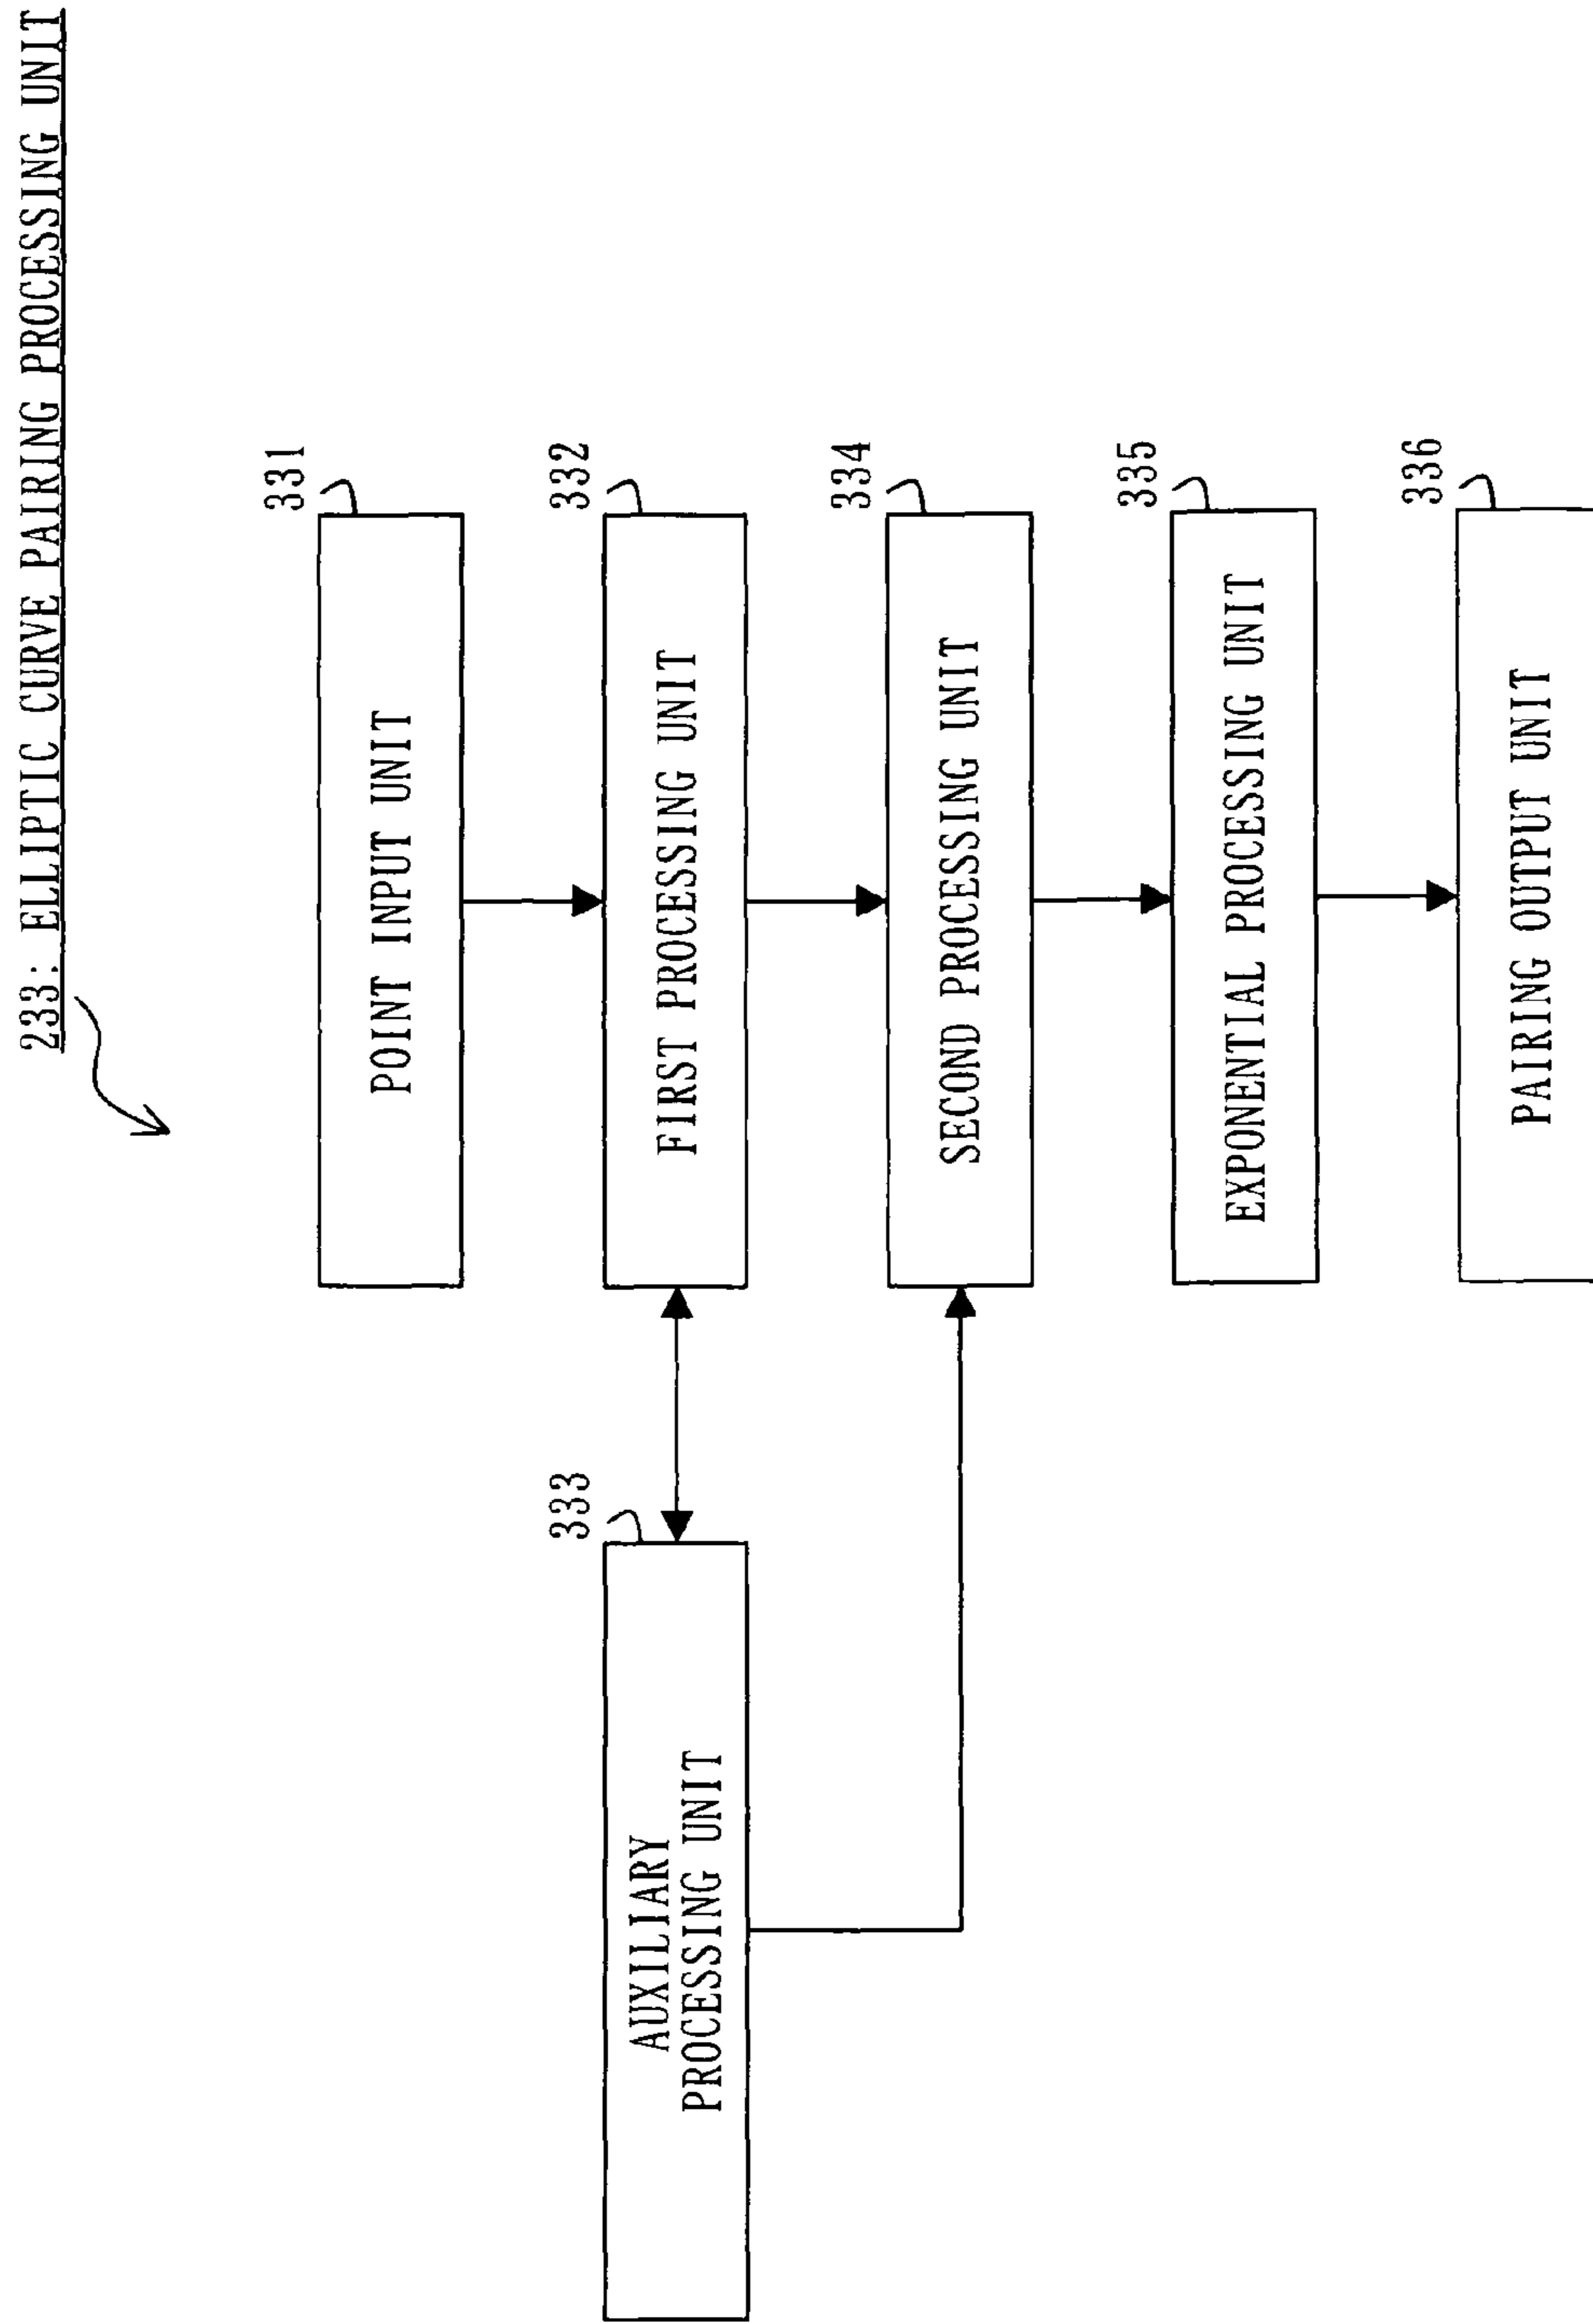 233: ELLIPTIC CURVE PAIRING PROCESSING UNIT
331
POINT INPUT UNIT
332
FIRST PROCESSING UNIT
333
AUXILIARY
PROCESSING UNIT
334
SECOND PROCESSING UNIT
335
EXPONENTIAL PROCESSING UNIT
336
PAIRING OUTPUT UNIT